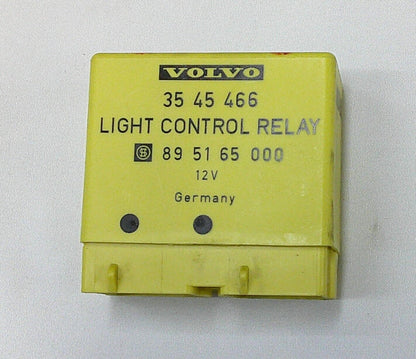 VOLVO
35 45 466
LIGHT CONTROL RELAY
89 51 65 000
12V
Germany